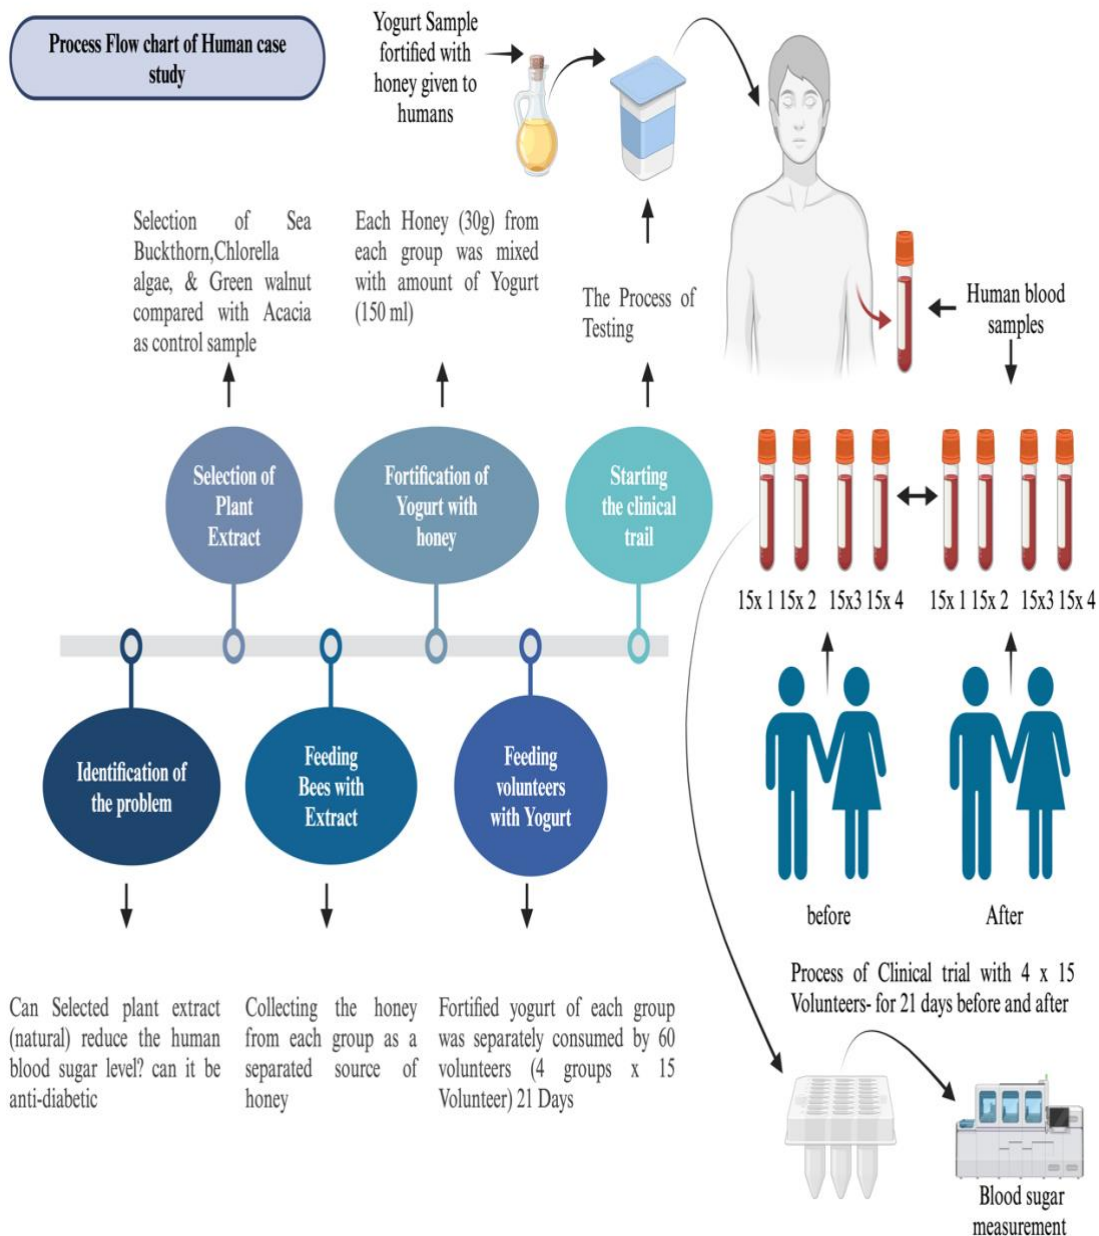 Process Flow chart of Human case
study
Yogurt Sample
fortified with
honey given to
humans
Selection of Sea
Buckthorn,Chlorella
algae, & Green walnut
compared with Acacia
as control sample
Each Honey (30g) from
each group was mixed
with amount of Yogurt
(150 ml)
The Process of
Testing
Human blood
samples
Selection of
Plant
Extract
Fortification of
Yogurt with
honey
Starting
the clinical
trail
15x 1 15x 2 15x3 15x 4
15x 1 15x 2 15x3 15x 4
Identification of
the problem
Feeding
Bees with
Extract
Feeding
volunteers
with Yogurt
before
After
Process of Clinical trial with 4 x 15
Volunteers- for 21 days before and after
Can Selected plant extract
(natural) reduce the human
blood sugar level? can it be
anti-diabetic
Collecting the honey
from each group as a
separated source of
honey
Fortified yogurt of each group
was separately consumed by 60
volunteers (4 groups x 15
Volunteer) 21 Days
Blood sugar
measurement